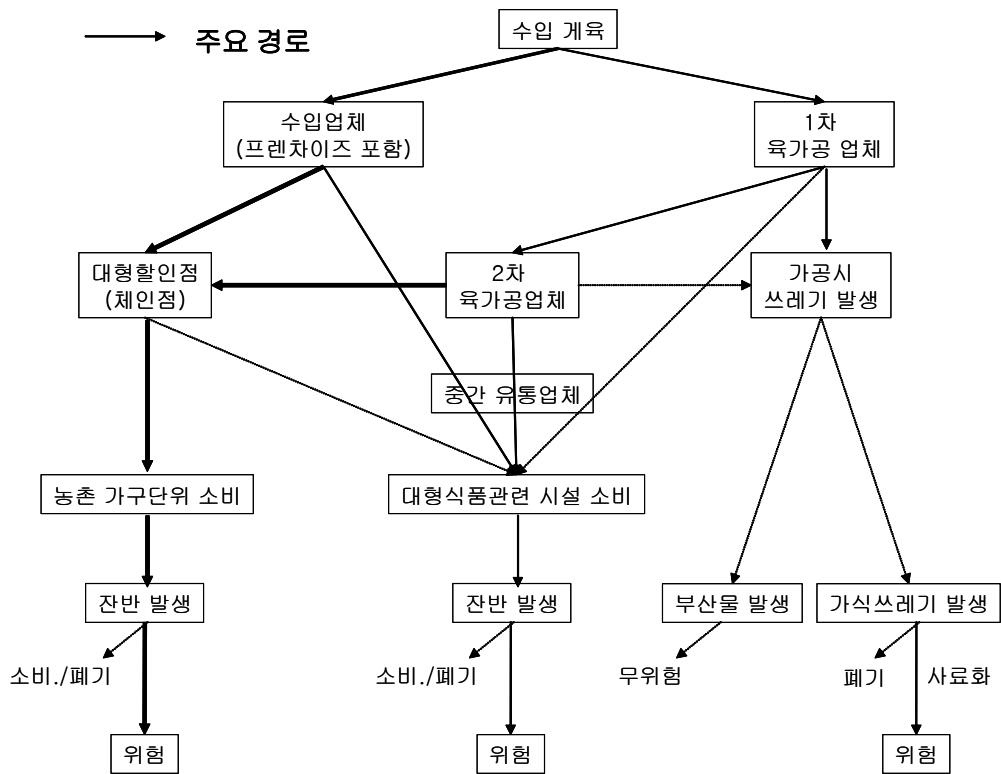 주요 경로
수입 계육
수입업체
(프렌차이즈 포함)
1차
육가공 업체
대형할인점
(체인점)
2차
육가공업체
가공시
쓰레기 발생
중간 유통업체
농촌 가구단위 소비
대형식품관련 시설 소비
잔반 발생
잔반 발생
부산물 발생
가식쓰레기 발생
소비./폐기
소비./폐기
무위험
폐기
사료화
위험
위험
위험